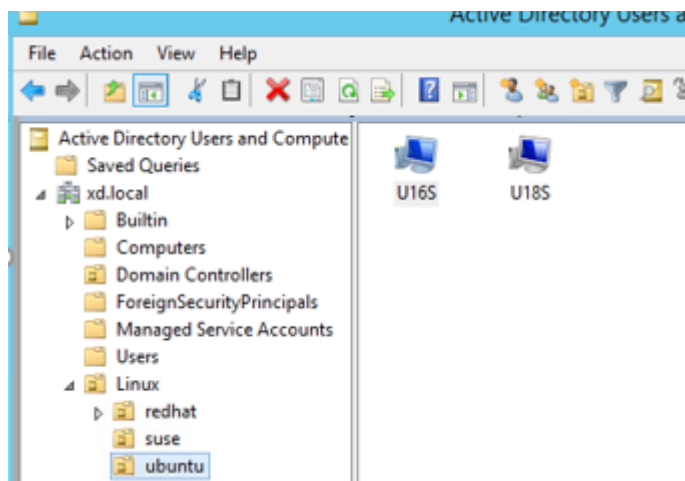 Active Directory Users a
File Action View Help
Active Directory Users and Compute
Saved Queries
xd.local
Builtin
Computers
Domain Controllers
ForeignSecurityPrincipals
Managed Service Accounts
Users
Linux
redhat
suse
ubuntu
U16S U18S